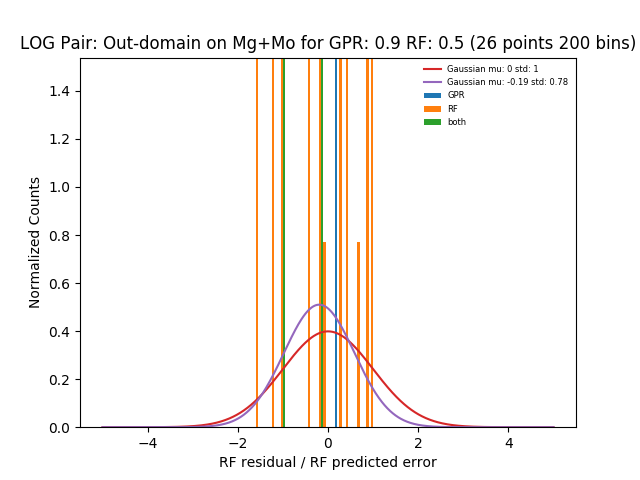 LOG Pair: Out-domain on Mg+Mo for GPR: 0.9 RF: 0.5 (26 points 200 bins)
Gaussian mu: 0 std: 1
Gaussian mu: -0.19 std: 0.78
GPR
RF
both
Normalized Counts
1.4
1.2
1.0
0.8
0.6
0.4
0.2
0.0
−4
−2
0
2
4
RF residual / RF predicted error